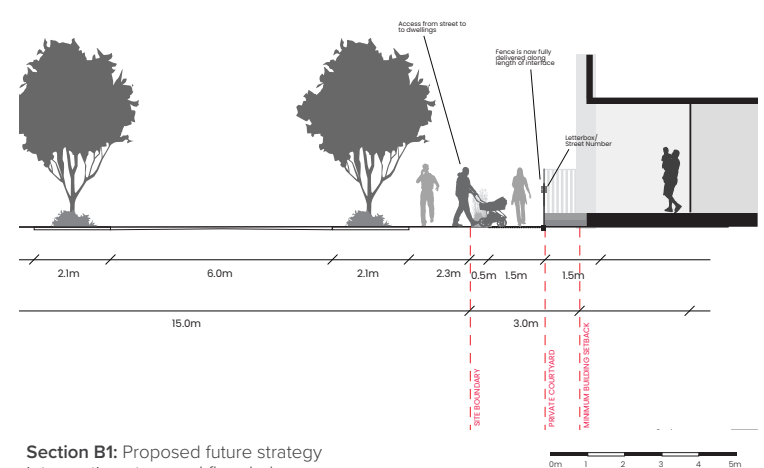 Access from street to
to dwellings
Fence is now fully
delivered along
length of interface
Letterbox/
Street Number
2.1m
6.0m
2.1m
2.3m
0.5m
1.5m
1.5m
15.0m
3.0m
SITE BOUNDARY
PRIVATE COURTYARD
MINIMUM BUILDING SETBACK
Section B1: Proposed future strategy
0m
1
2
3
4
5m